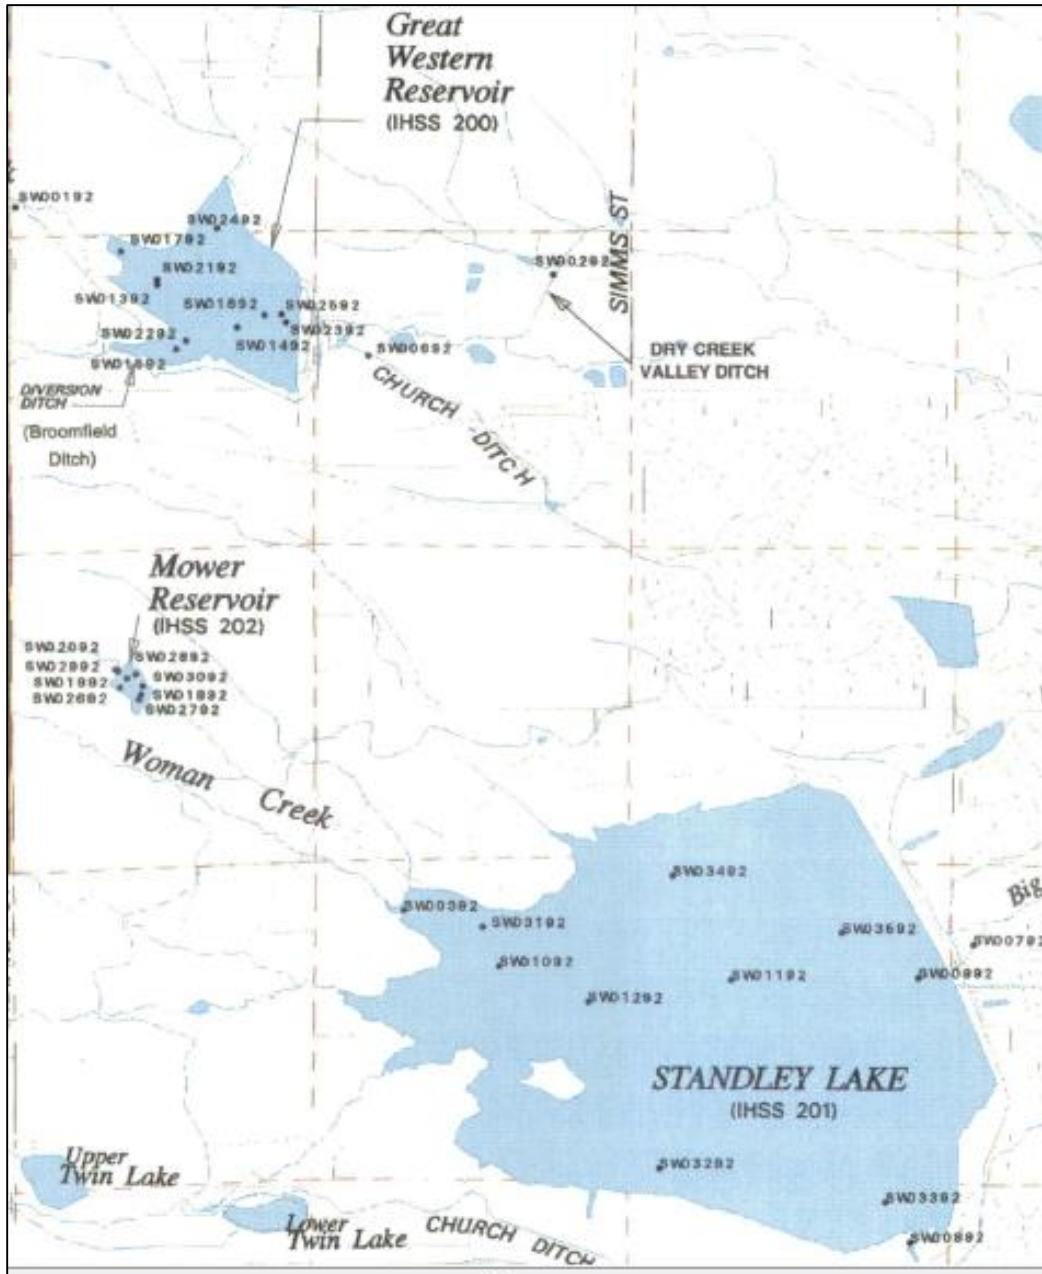 Great
Western
Reservoir
(IHSS 200)
SW00192
SW02492
SW01792
SW02192
SW01392
SW02592
SW02392
SW01492
SW02292
SW00292
SIMMS ST
SW00692
DRY CREEK
VALLEY DITCH
DIVERSION
DITCH
(Broomfield
Ditch)
CHURCH DITCH
Mower
Reservoir
(IHSS 202)
SW02092
SW02892
SW02992
SW03092
SW01992
SW01892
SW02692
SW02792
Woman Creek
SW03492
SW00392
SW03192
SW01092
SW01192
SW01292
SW00792
SW00992
Big
STANDLEY LAKE
(IHSS 201)
SW03292
SW03392
SW00892
Upper
Twin Lake
Lower
Twin Lake
CHURCH DITCH